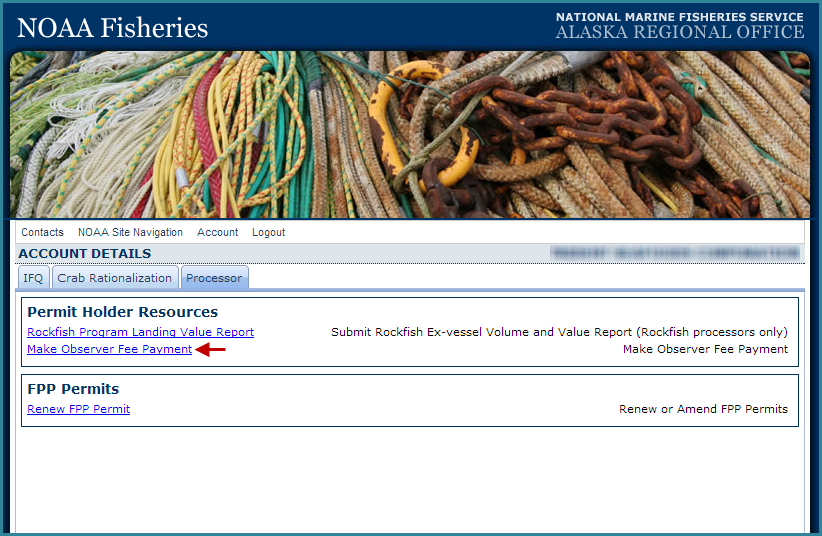 NOAA Fisheries
NATIONAL MARINE FISHERIES SERVICE
ALASKA REGIONAL OFFICE
Contacts NOAA Site Navigation Account Logout
ACCOUNT DETAILS
IFQ Crab Rationalization Processor
Permit Holder Resources
Rockfish Program Landing Value Report Submit Rockfish Ex-vessel Volume and Value Report (Rockfish processors only)
Make Observer Fee Payment Make Observer Fee Payment
FPP Permits
Renew FPP Permit Renew or Amend FPP Permits